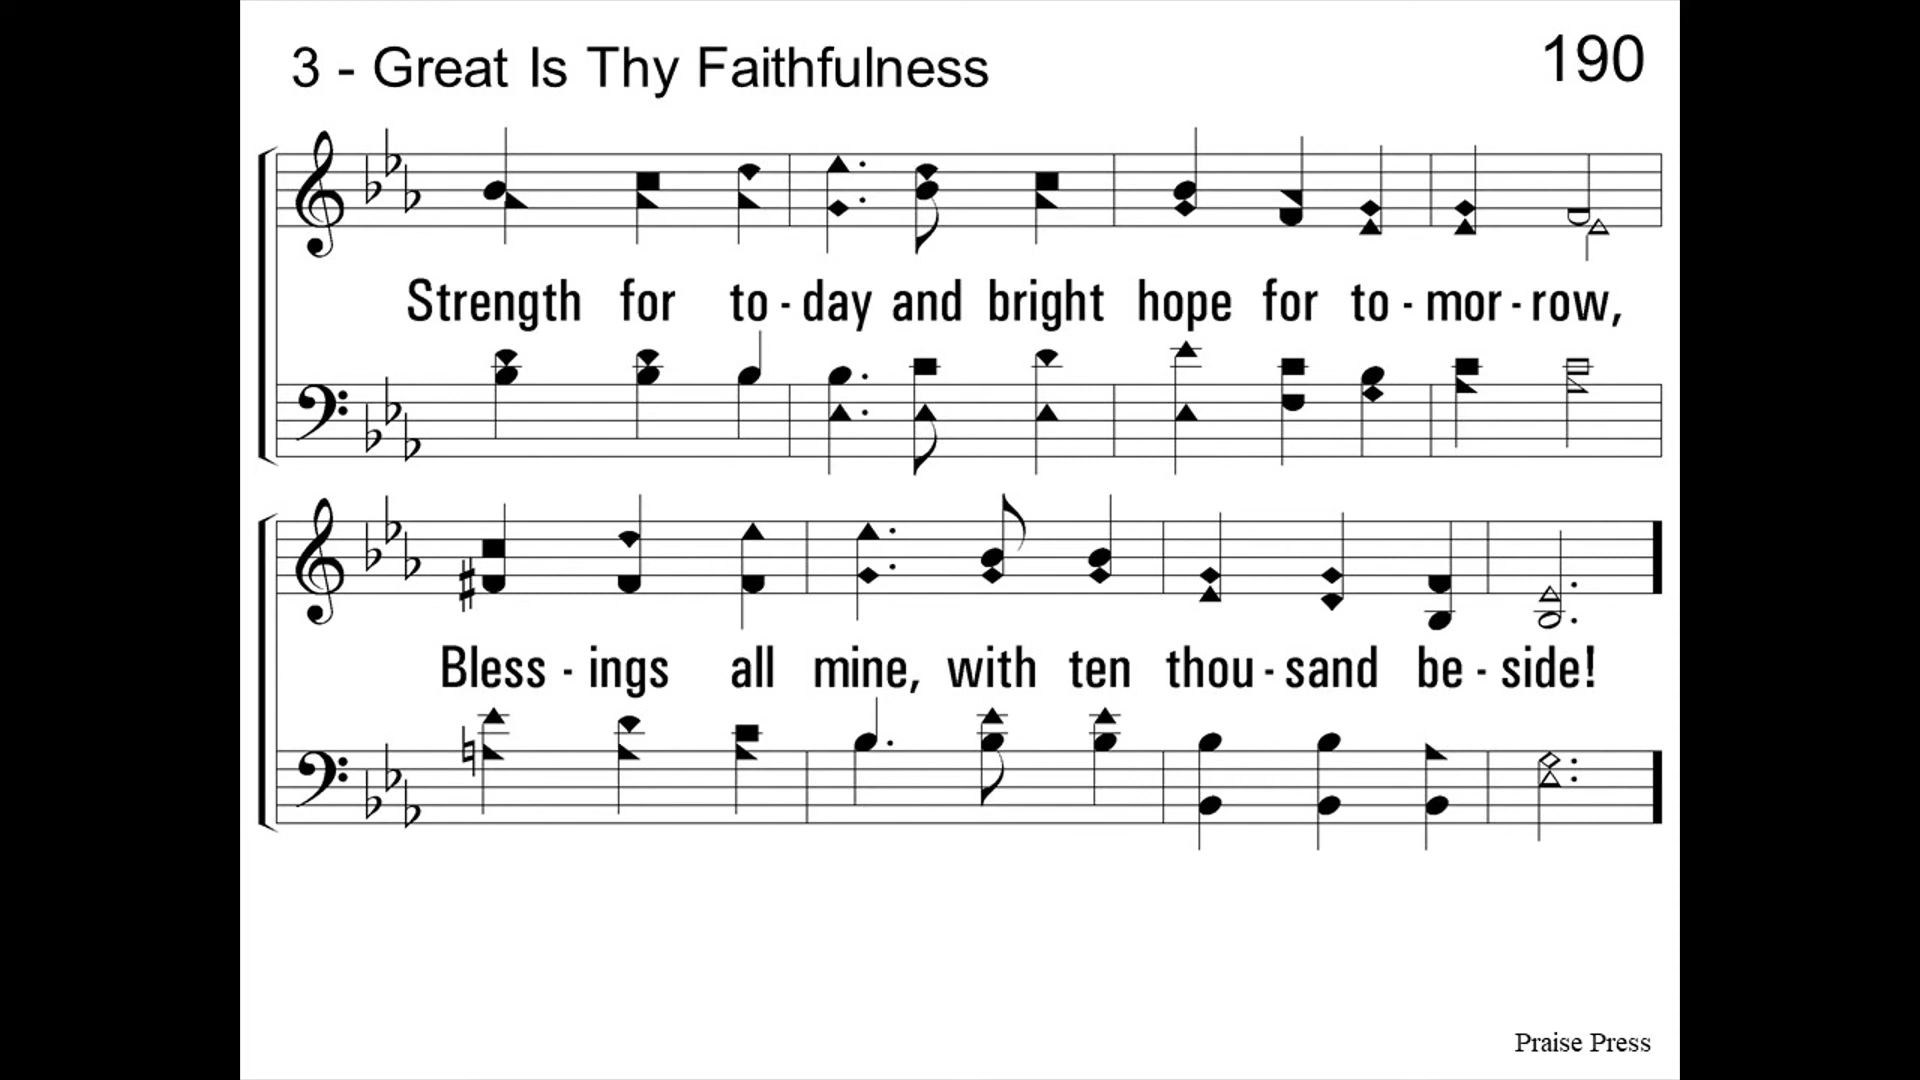 3 - Great Is Thy Faithfulness 190
Strength for to - day and bright hope for to - mor - row,
Bless - ings all mine, with ten thou - sand be - side!
Praise Press